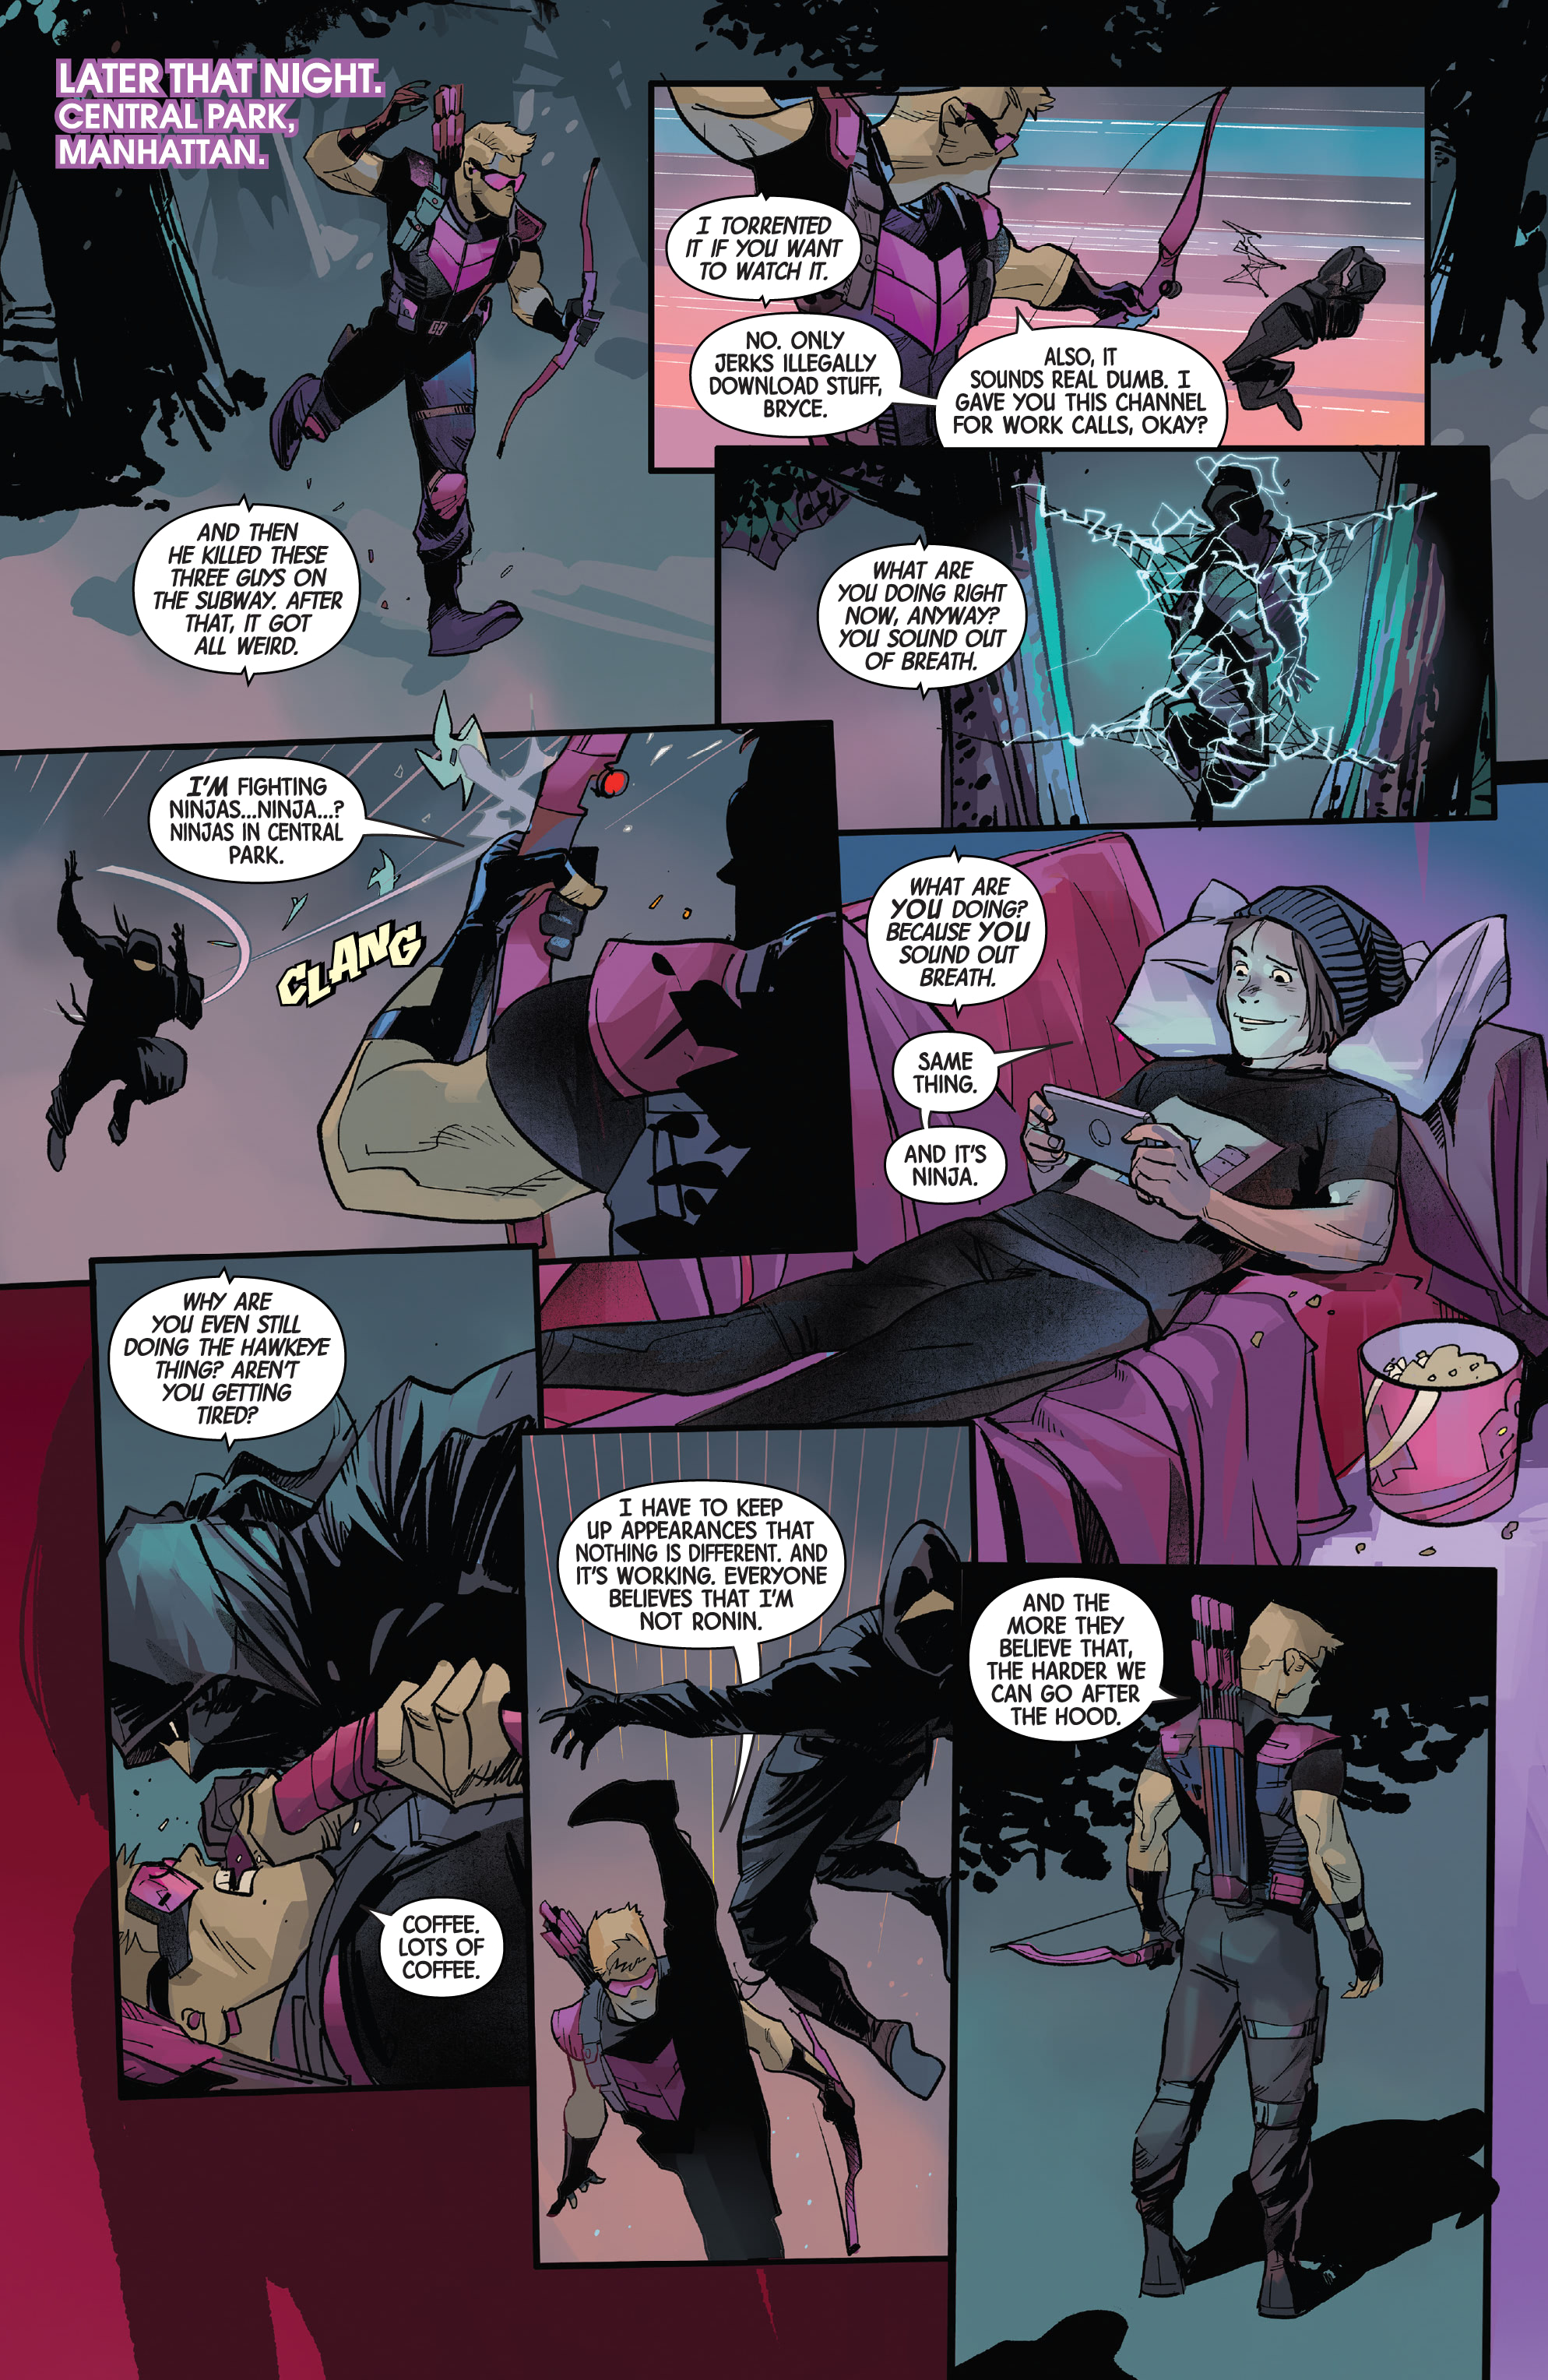 LATER THAT NIGHT.
CENTRAL PARK,
MANHATTAN.
AND THEN
HE KILLED THESE
THREE GUYS ON
THE SUBWAY. AFTER
THAT, IT GOT
ALL WEIRD.
I TORRENTED
IT IF YOU WANT
TO WATCH IT.
NO. ONLY
JERKS ILLEGALLY
DOWNLOAD STUFF,
BRYCE.
ALSO, IT
SOUNDS REAL DUMB. I
GAVE YOU THIS CHANNEL
FOR WORK CALLS, OKAY?
WHAT ARE
YOU DOING RIGHT
NOW, ANYWAY?
YOU SOUND OUT
OF BREATH.
I'M FIGHTING
NINJAS...NINJA...?
NINJAS IN CENTRAL
PARK.
CLANG
WHAT ARE
YOU DOING?
BECAUSE YOU
SOUND OUT
BREATH.
SAME
THING.
AND IT'S
NINJA.
WHY ARE
YOU EVEN STILL
DOING THE HAWKEYE
THING? AREN'T
YOU GETTING
TIRED?
COFFEE.
LOTS OF
COFFEE.
I HAVE TO KEEP
UP APPEARANCES THAT
NOTHING IS DIFFERENT. AND
IT'S WORKING. EVERYONE
BELIEVES THAT I'M
NOT RONIN.
AND THE
MORE THEY
BELIEVE THAT,
THE HARDER WE
CAN GO AFTER
THE HOOD.